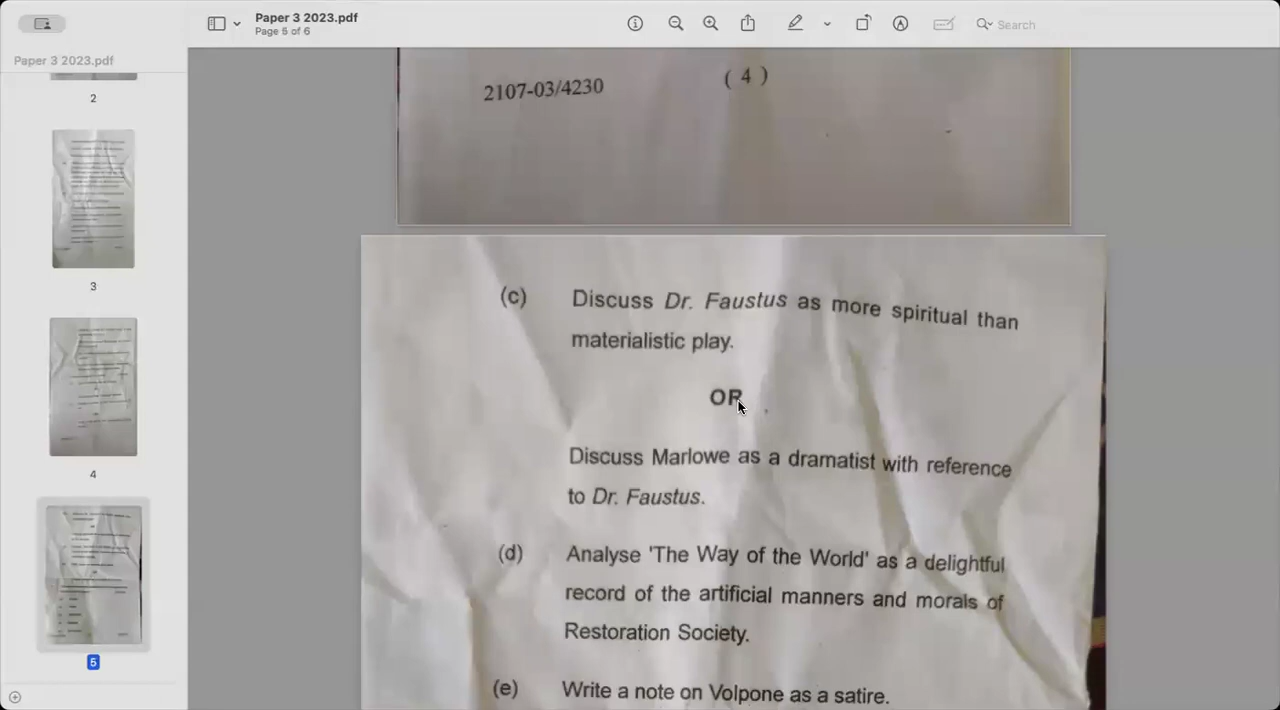 Paper 3 2023.pdf
Page 5 of 6
Search
Paper 3 2023.pdf
2
3
4
5
2107-03/4230
( 4 )
(c) Discuss Dr. Faustus as more spiritual than
materialistic play.
OR
Discuss Marlowe as a dramatist with reference
to Dr. Faustus.
(d) Analyse 'The Way of the World' as a delightful
record of the artificial manners and morals of
Restoration Society.
(e) Write a note on Volpone as a satire.